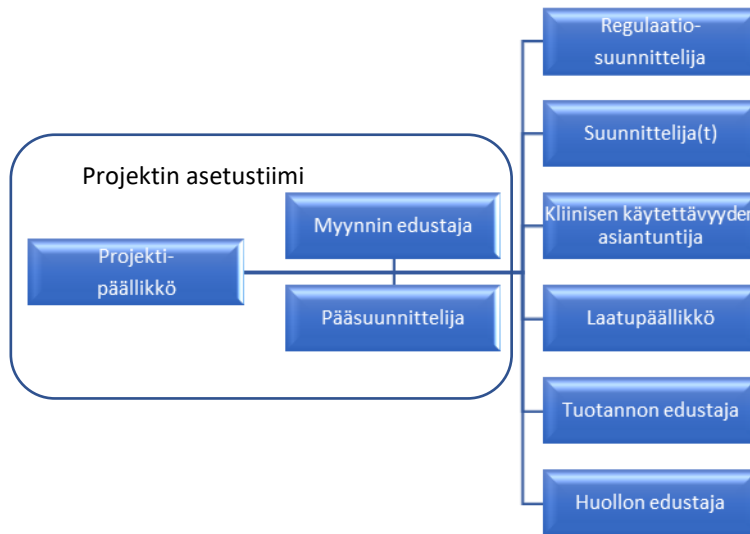 Projektin asetustiimi
Projekti-
päällikkö
Myynnin edustaja
Pääsuunnittelija
Regulaatio-
suunnittelija
Suunnittelija(t)
Kliinisen käytettävyyden
asiantuntija
Laatupäällikkö
Tuotannon edustaja
Huollon edustaja